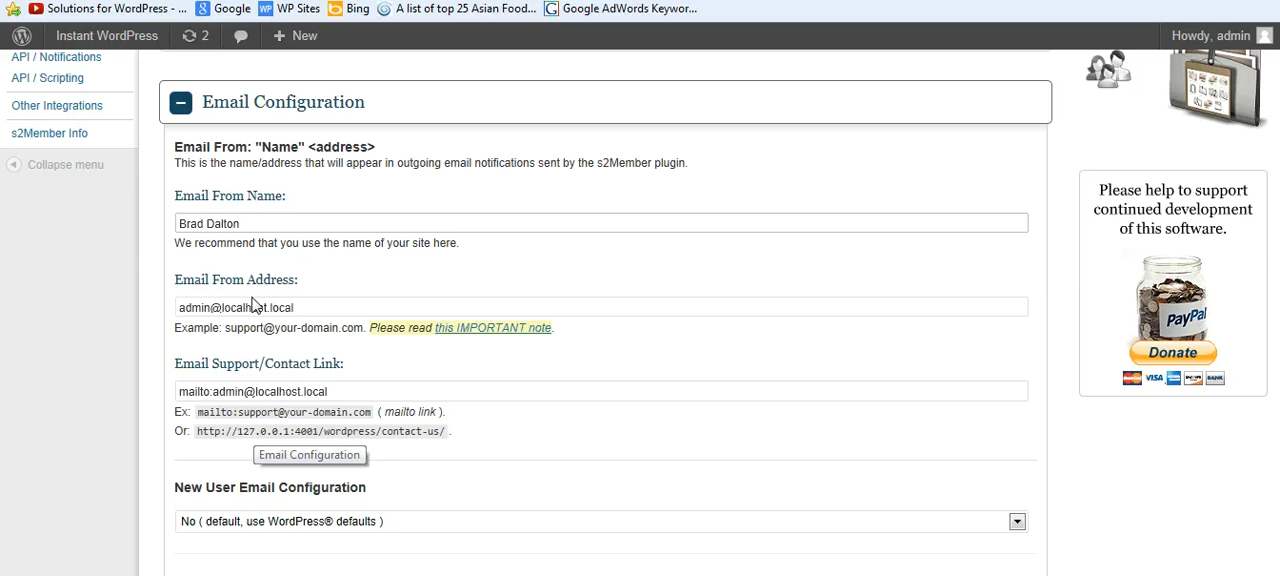 Solutions for WordPress - ... Google WP Sites Bing A list of top 25 Asian Food... Google AdWords Keywor...
Instant WordPress 2 New Howdy, admin
API / Notifications
API / Scripting
Other Integrations
s2Member Info
Collapse menu
Email Configuration
Email From: "Name" <address>
This is the name/address that will appear in outgoing email notifications sent by the s2Member plugin.
Email From Name:
Brad Dalton
We recommend that you use the name of your site here.
Email From Address:
admin@localhost.local
Example: support@your-domain.com. Please read this IMPORTANT note.
Email Support/Contact Link:
mailto:admin@localhost.local
Ex: mailto:support@your-domain.com ( mailto link ).
Or: http://127.0.0.1:4001/wordpress/contact-us/ .
Email Configuration
New User Email Configuration
No ( default, use WordPress® defaults )
Please help to support
continued development
of this software.
PayPal
Donate
VISA
BANK